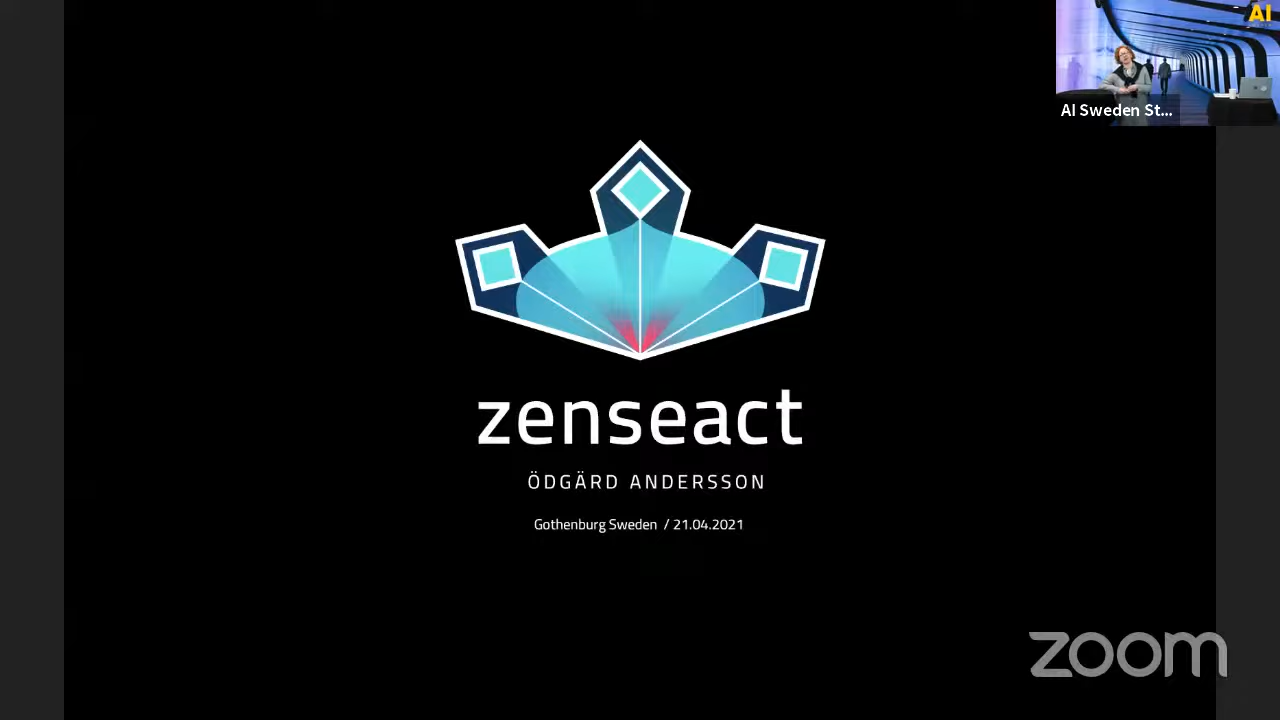 AI
AI Sweden St...
zenseact
ÖDGÄRD ANDERSSON
Gothenburg Sweden / 21.04.2021
zoom